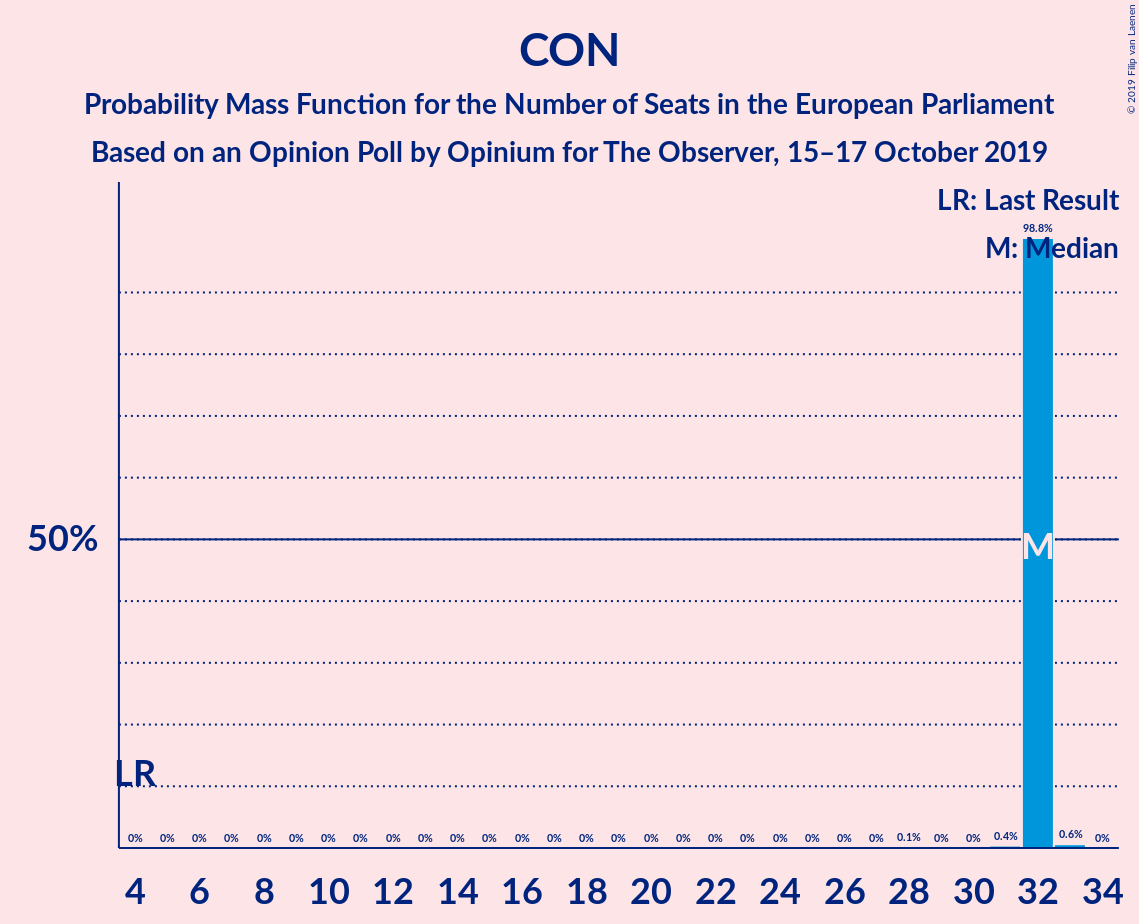 CON
Probability Mass Function for the Number of Seats in the European Parliament
Based on an Opinion Poll by Opinium for The Observer, 15–17 October 2019
© 2019 Filip van Laenen
LR: Last Result
98.8%
M: Median
50%
M
LR
0% 0% 0% 0% 0% 0% 0% 0% 0% 0% 0% 0% 0% 0% 0% 0% 0% 0% 0% 0% 0% 0% 0% 0% 0.1% 0% 0% 0.4% 0.6% 0%
4 6 8 10 12 14 16 18 20 22 24 26 28 30 32 34